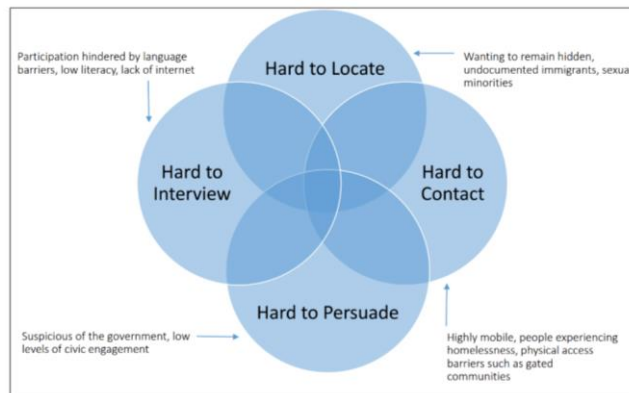 Participation hindered by language
barriers, low literacy, lack of internet
Hard to Locate
Wanting to remain hidden,
undocumented immigrants, sexua
minorities
Hard to
Interview
Hard to
Contact
Hard to Persuade
Suspicious of the government, low
levels of civic engagement
Highly mobile, people experiencing
homelessness, physical access
barriers such as gated
communities